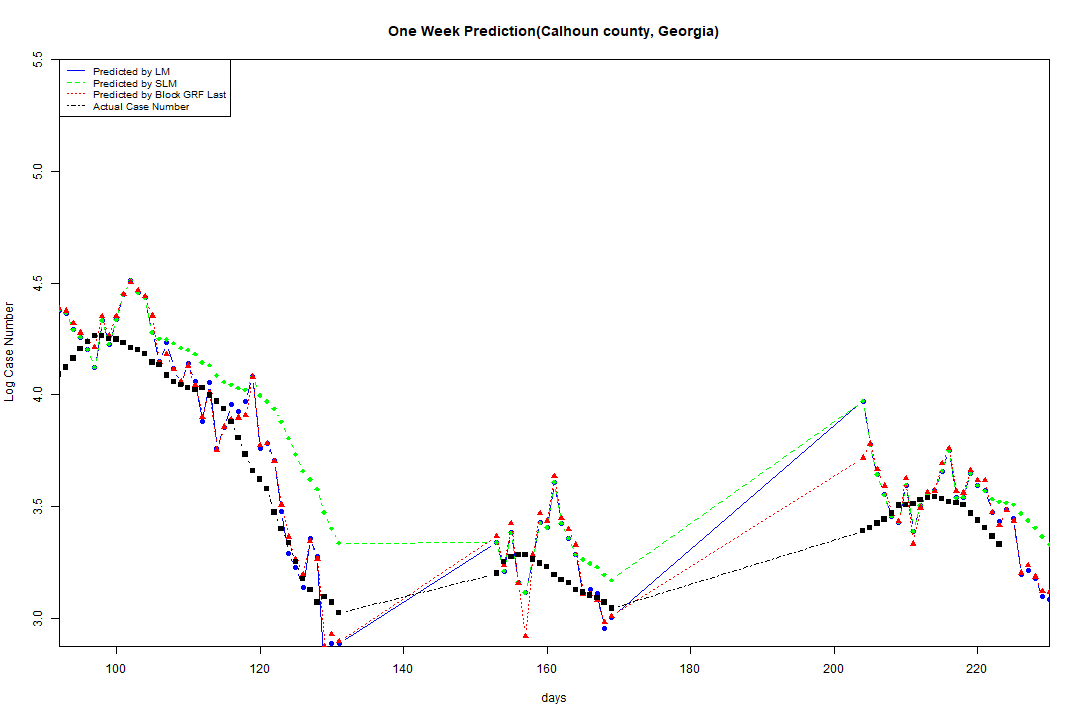 One Week Prediction(Calhoun county, Georgia)
Predicted by LM
Predicted by SLM
Predicted by Block GRF Last
Actual Case Number
5.5
5.0
4.5
4.0
3.5
3.0
Log Case Number
100 120 140 160 180 200 220
days